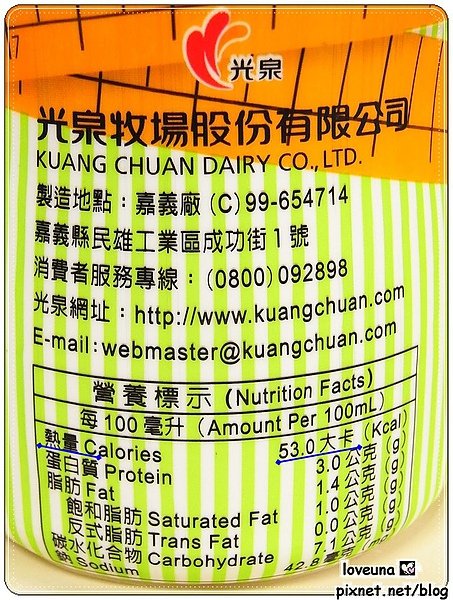 光泉
光泉牧場股份有限公司
KUANG CHUAN DAIRY CO.,LTD.
製造地點：嘉義廠(C)99-654714
嘉義縣民雄工業區成功街1號
消費者服務專線：(0800)092898
光泉網址：http://www.kuangchuan.com
E-mail:webmaster@kuangchuan.com
營養標示 (Nutrition Facts)
每100毫升 (Amount Per 100mL)
熱量 Calories 53.0大卡 (Kcal)
蛋白質 Protein 3.0公克 (g)
脂肪 Fat 1.4公克 (g)
飽和脂肪 Saturated Fat 1.0公克 (g)
反式脂肪 Trans Fat 0.0公克 (g)
碳水化合物 Carbohydrate 7.1公克 (g)
鈉 Sodium 42.8毫克
loveuna
pixnet.net/blog